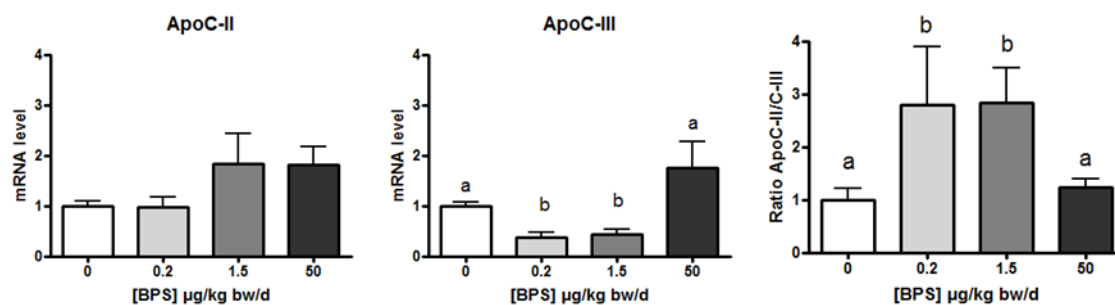 ApoC-II
mRNA level
4
3
2
1
0
0
0.2
1.5
50
[BPS] µg/kg bw/d
ApoC-III
mRNA level
4
3
2
1
0
a
b
b
a
0
0.2
1.5
50
[BPS] µg/kg bw/d
Ratio ApoC-II/C-III
4
3
2
1
0
a
b
b
a
0
0.2
1.5
50
[BPS] µg/kg bw/d